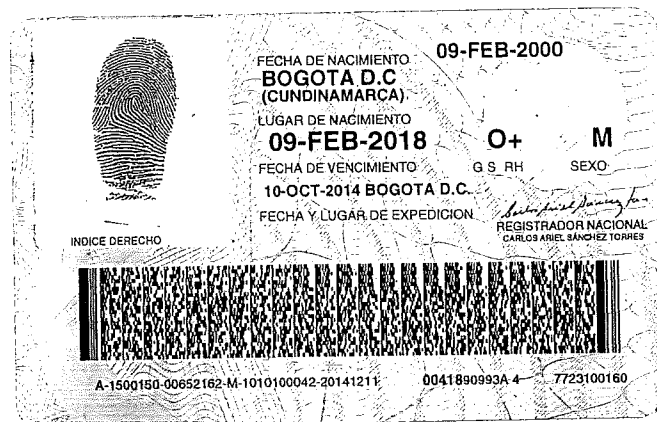 FECHA DE NACIMIENTO 09-FEB-2000
BOGOTA D.C
(CUNDINAMARCA)
LUGAR DE NACIMIENTO
09-FEB-2018 O+ M
FECHA DE VENCIMIENTO G S RH SEXO
10-OCT-2014 BOGOTA D.C.
FECHA Y LUGAR DE EXPEDICION
REGISTRADOR NACIONAL
CARLOS ARIEL SÁNCHEZ TORRES
INDICE DERECHO
A-1500150-00652162-M-1010100042-20141211 0041890993A 4 7723100160